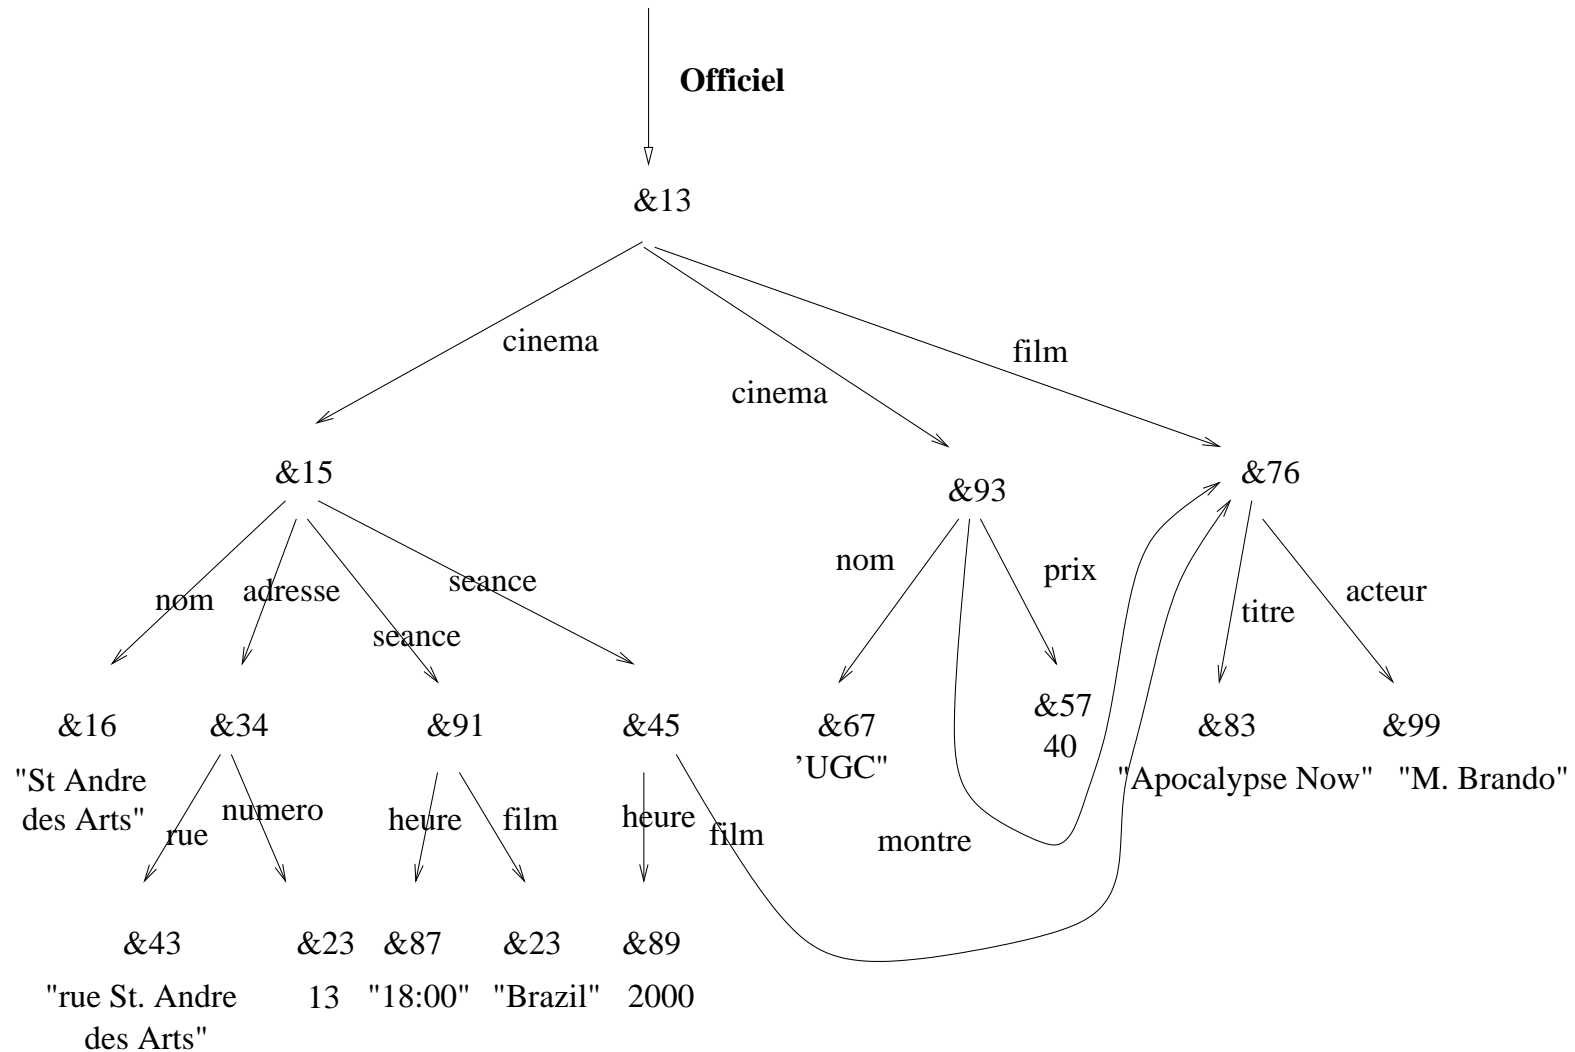 Officiel
&13
cinema
film
cinema
&15
&93
&76
nom
adresse
seance
seance
nom
prix
titre
acteur
&16
&34
&91
&45
&67
&57
&83
&99
"St Andre
des Arts"
'UGC"
40
"Apocalypse Now"
"M. Brando"
rue
numero
heure
film
heure
film
montre
&43
&23
&87
&23
&89
"rue St. Andre
des Arts"
13
"18:00"
"Brazil"
2000